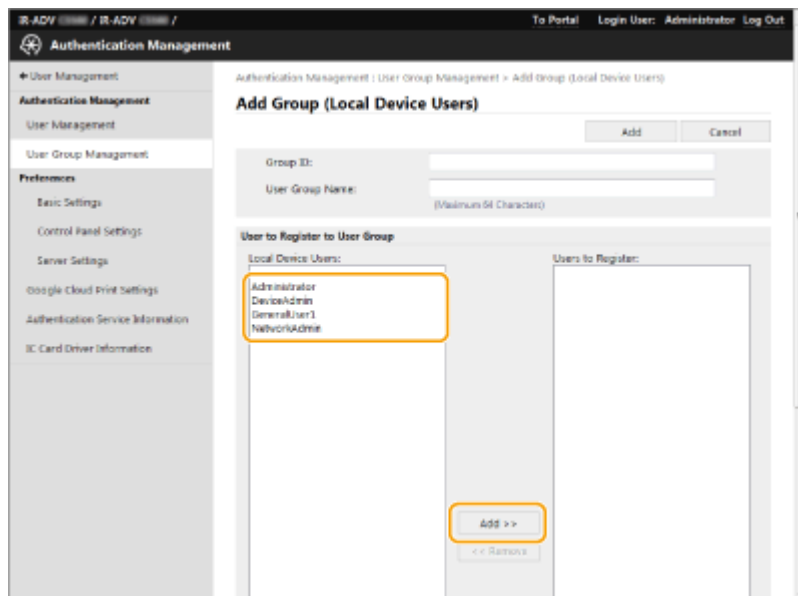 iR-ADV / iR-ADV /
To Portal Login User: Administrator Log Out
Authentication Management
User Management
Authentication Management
User Management
User Group Management
Preferences
Basic Settings
Control Panel Settings
Server Settings
Google Cloud Print Settings
Authentication Service Information
IC Card Driver Information
Authentication Management : User Group Management > Add Group (Local Device Users)
Add Group (Local Device Users)
Add Cancel
Group ID:
User Group Name:
(Maximum 64 Characters)
User to Register to User Group
Local Device Users: Users to Register:
Administrator
DeviceAdmin
GeneralUser1
NetworkAdmin
Add >>
<< Remove